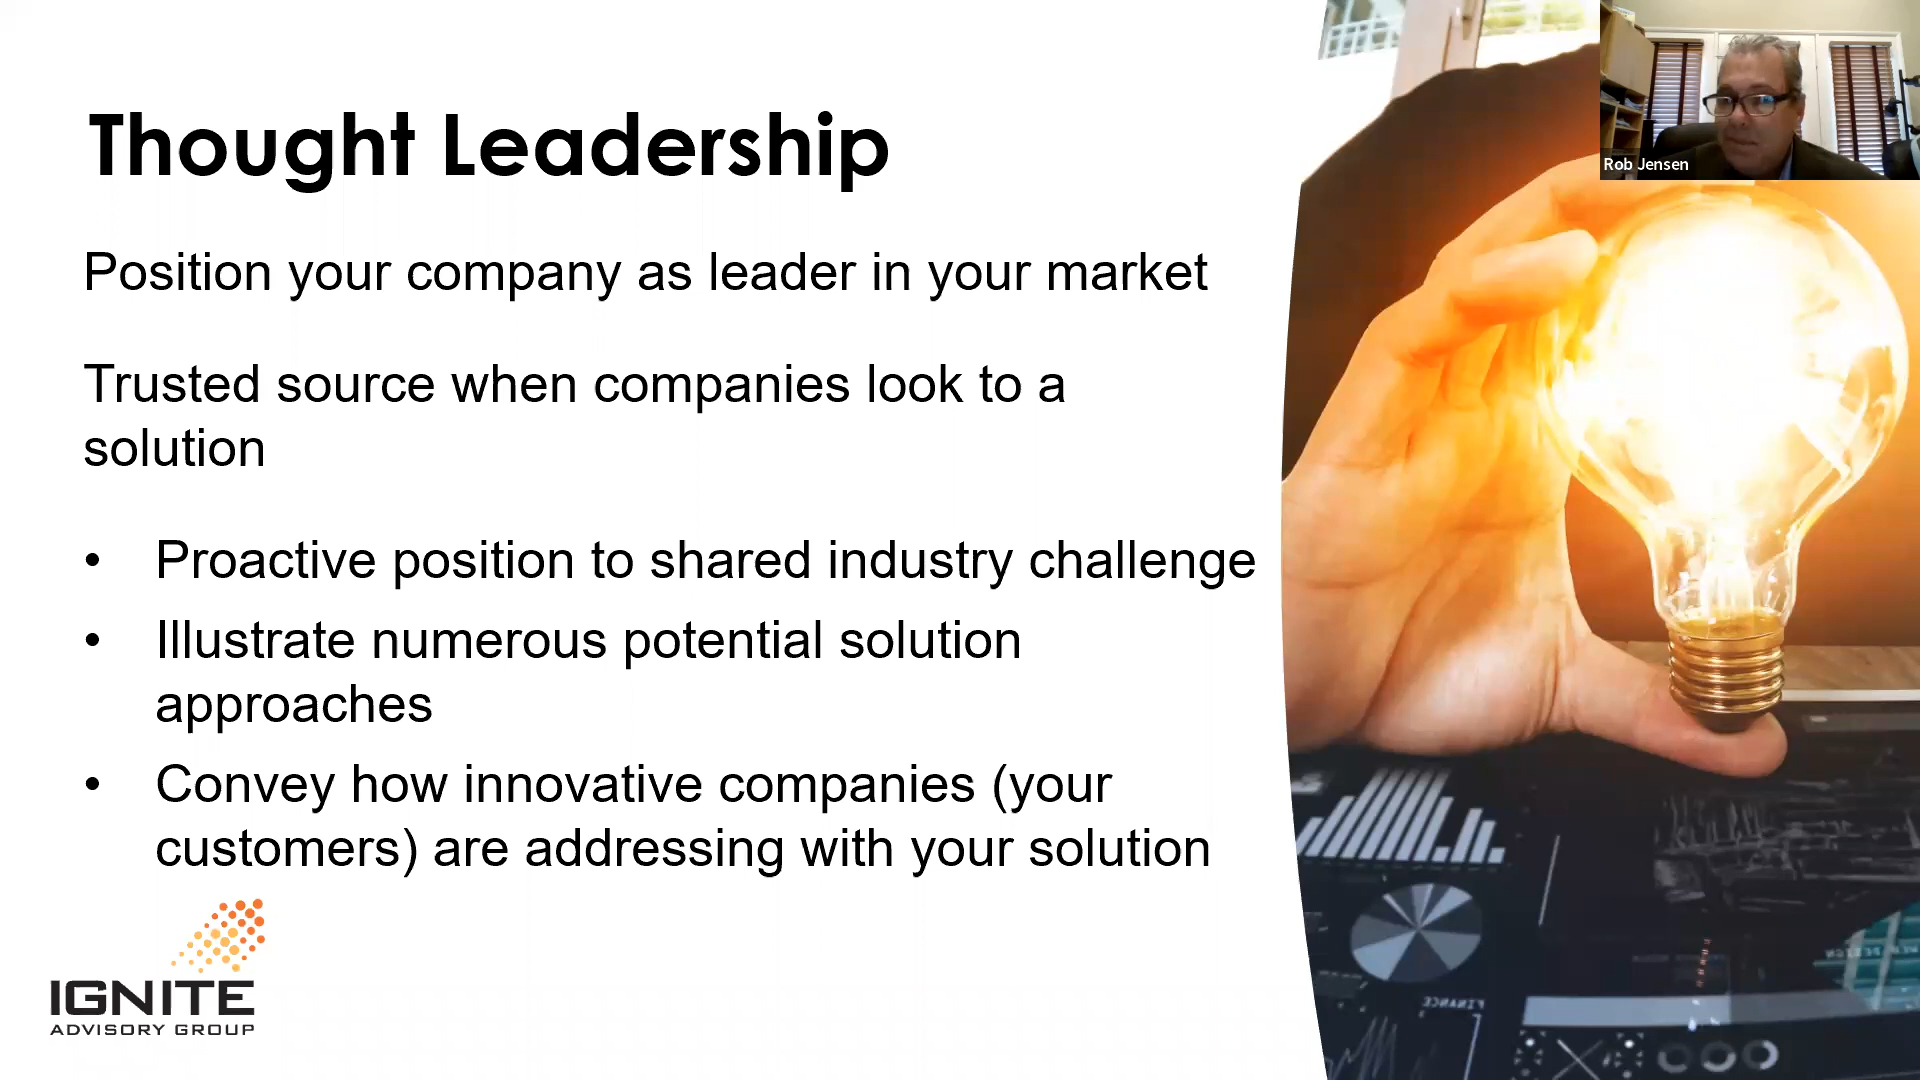 Thought Leadership
Rob Jensen
Position your company as leader in your market
Trusted source when companies look to a
solution
• Proactive position to shared industry challenge
• Illustrate numerous potential solution
approaches
• Convey how innovative companies (your
customers) are addressing with your solution
IGNITE
ADVISORY GROUP
FINANCE